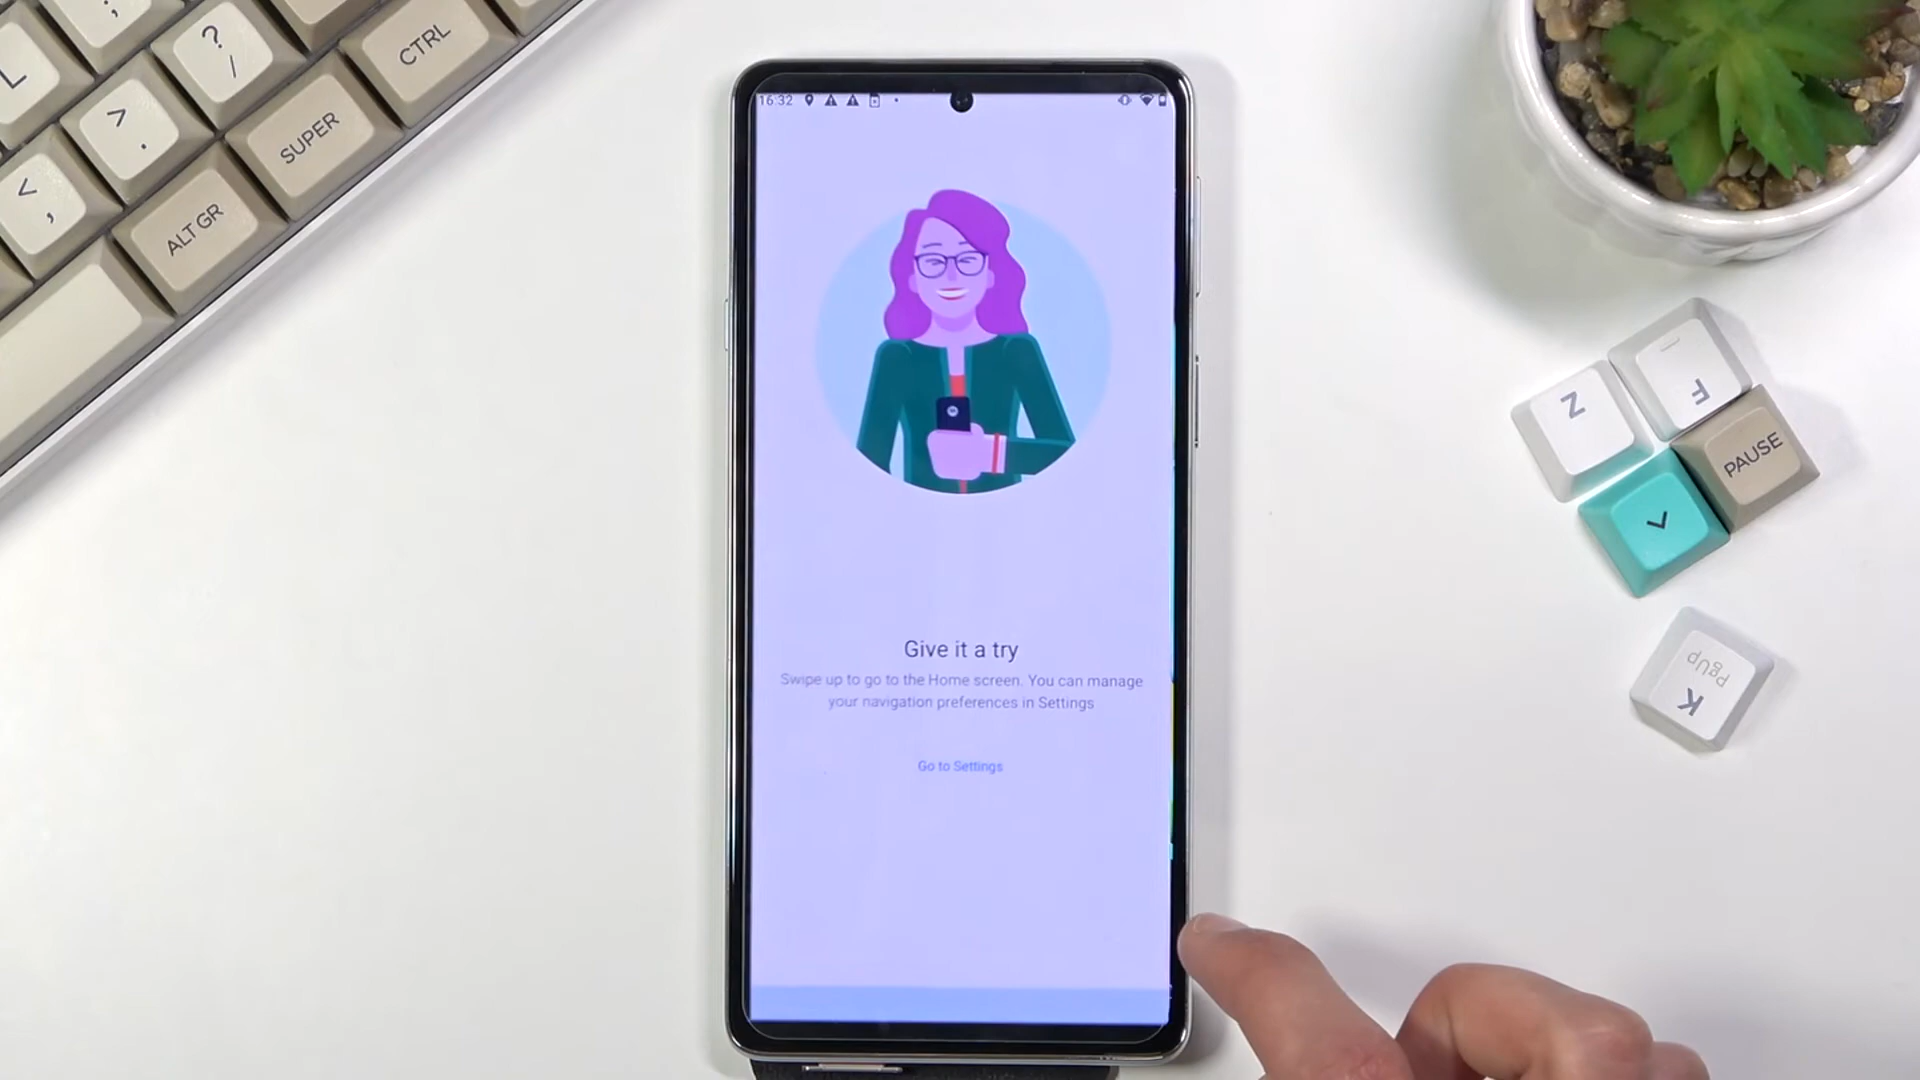 L
;
?
/
CTRL
>
.
SUPER
<
,
ALT GR
16:32
Give it a try
Swipe up to go to the Home screen. You can manage
your navigation preferences in Settings
Go to Settings
Z
F
PAUSE
K
PgUp